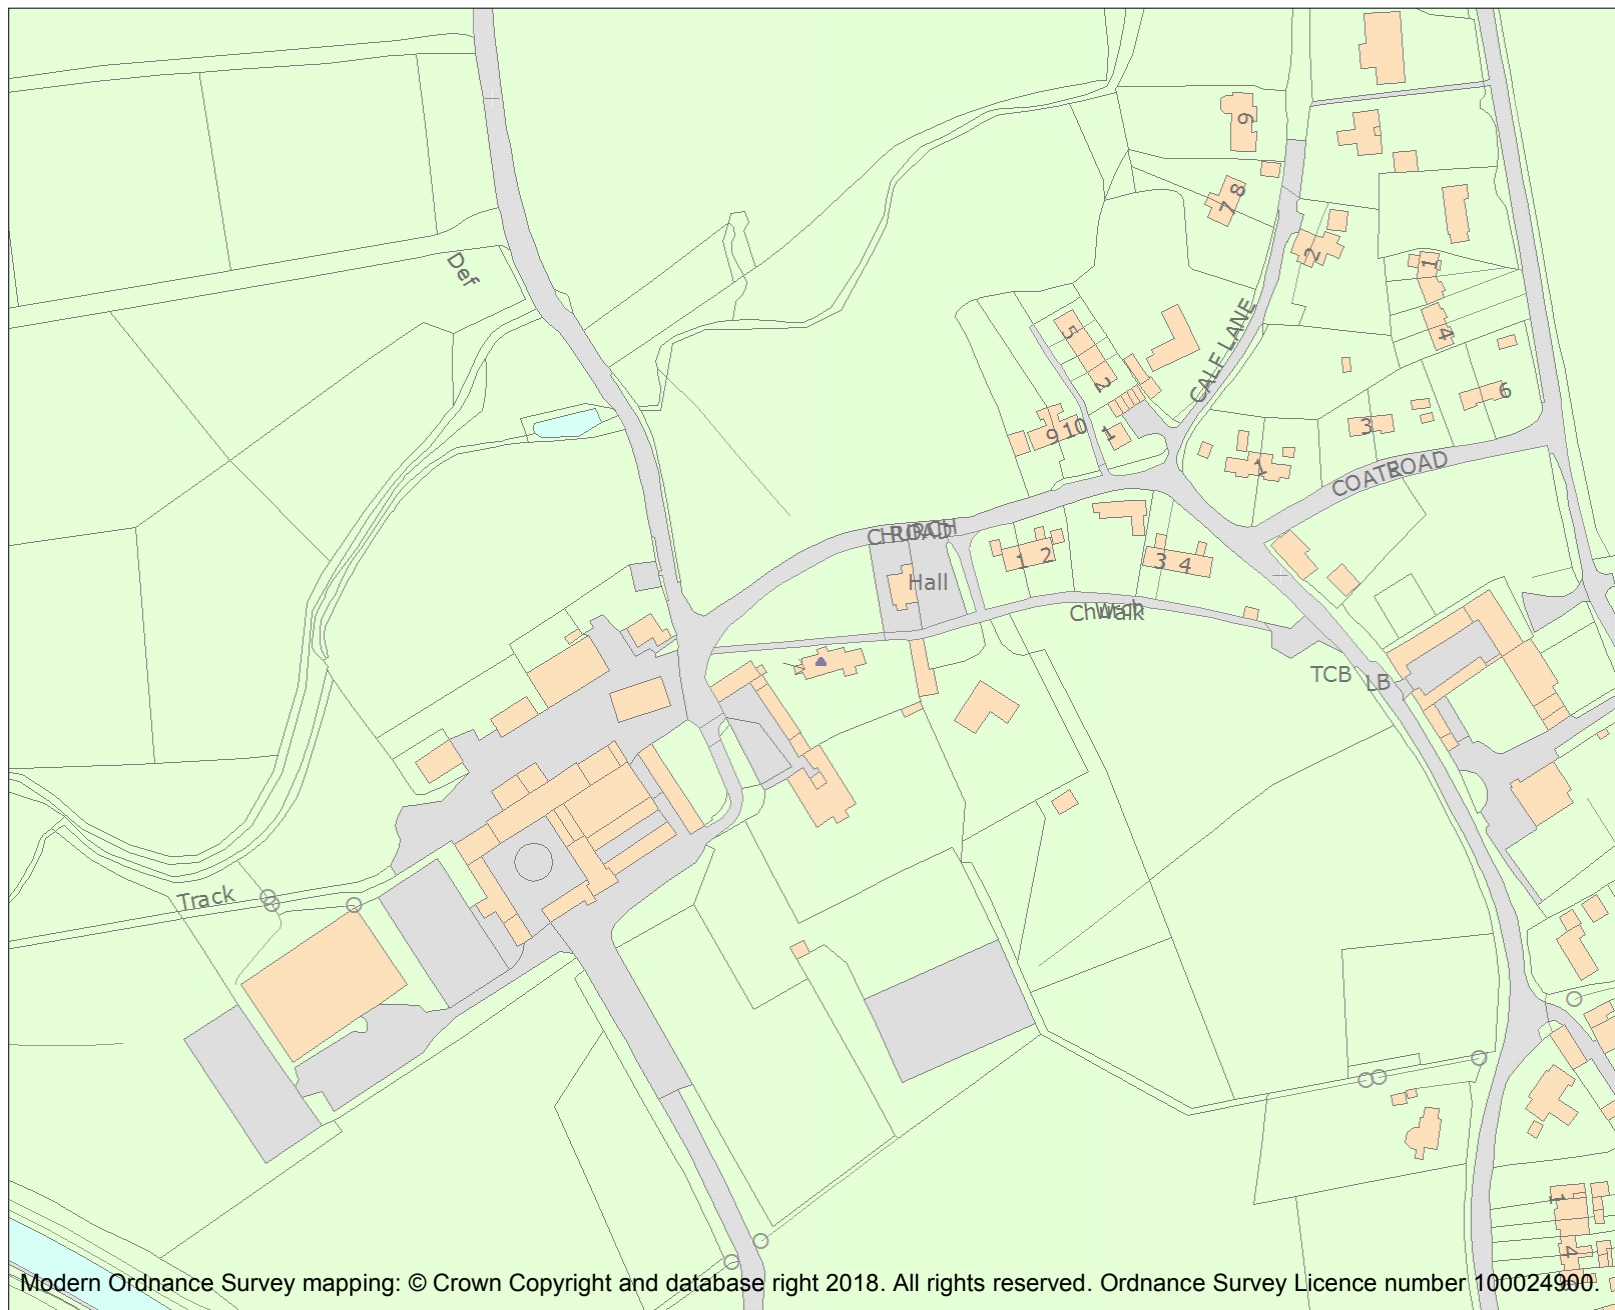 9
7 8
Def
2
1
CALF LANE
5
4
2
6
9 10
1
3
1
COATE
ROAD
CHURCH
ROAD
1 2
3 4
Hall
Church
Walk
TCB
LB
Track
1
4
Modern Ordnance Survey mapping: © Crown Copyright and database right 2018. All rights reserved. Ordnance Survey Licence number 100024900.